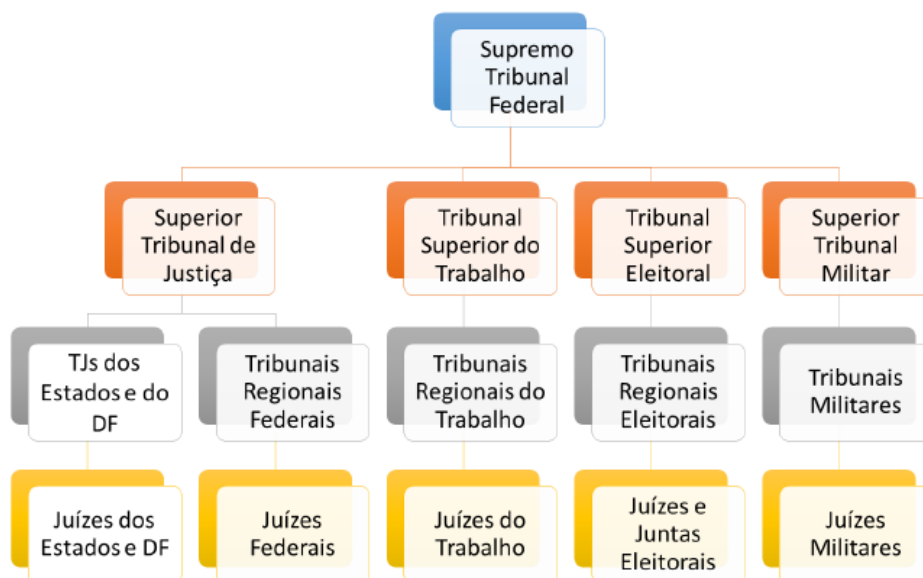 Supremo
Tribunal
Federal
Superior
Tribunal de
Justiça
Tribunal
Superior do
Trabalho
Tribunal
Superior
Eleitoral
Superior
Tribunal
Militar
TJs dos
Estados e do
DF
Tribunais
Regionais
Federais
Tribunais
Regionais do
Trabalho
Tribunais
Regionais
Eleitorais
Tribunais
Militares
Juízes dos
Estados e DF
Juízes
Federais
Juízes do
Trabalho
Juízes e
Juntas
Eleitorais
Juízes
Militares